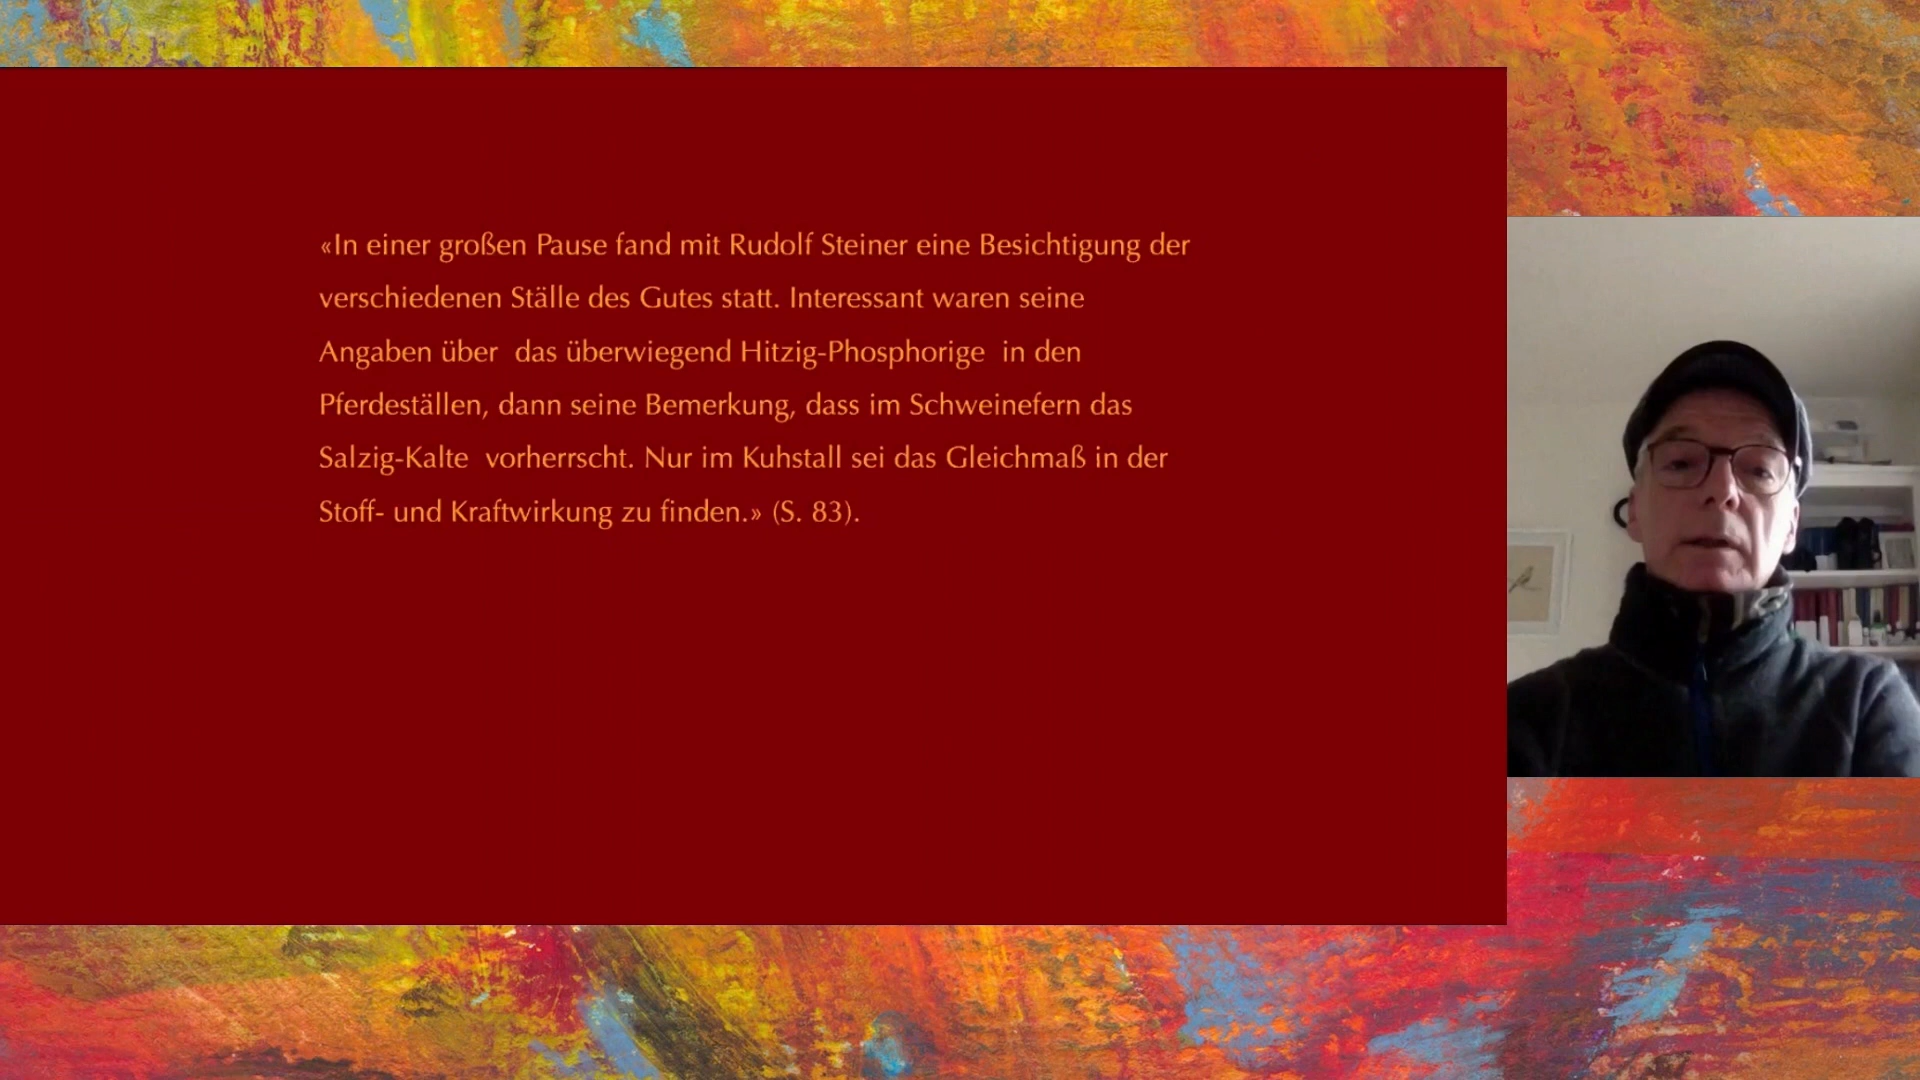 «In einer großen Pause fand mit Rudolf Steiner eine Besichtigung der
verschiedenen Ställe des Gutes statt. Interessant waren seine
Angaben über  das überwiegend Hitzig-Phosphorige  in den
Pferdeställen, dann seine Bemerkung, dass im Schweinefern das
Salzig-Kalte  vorherrscht. Nur im Kuhstall sei das Gleichmaß in der
Stoff- und Kraftwirkung zu finden.» (S. 83).